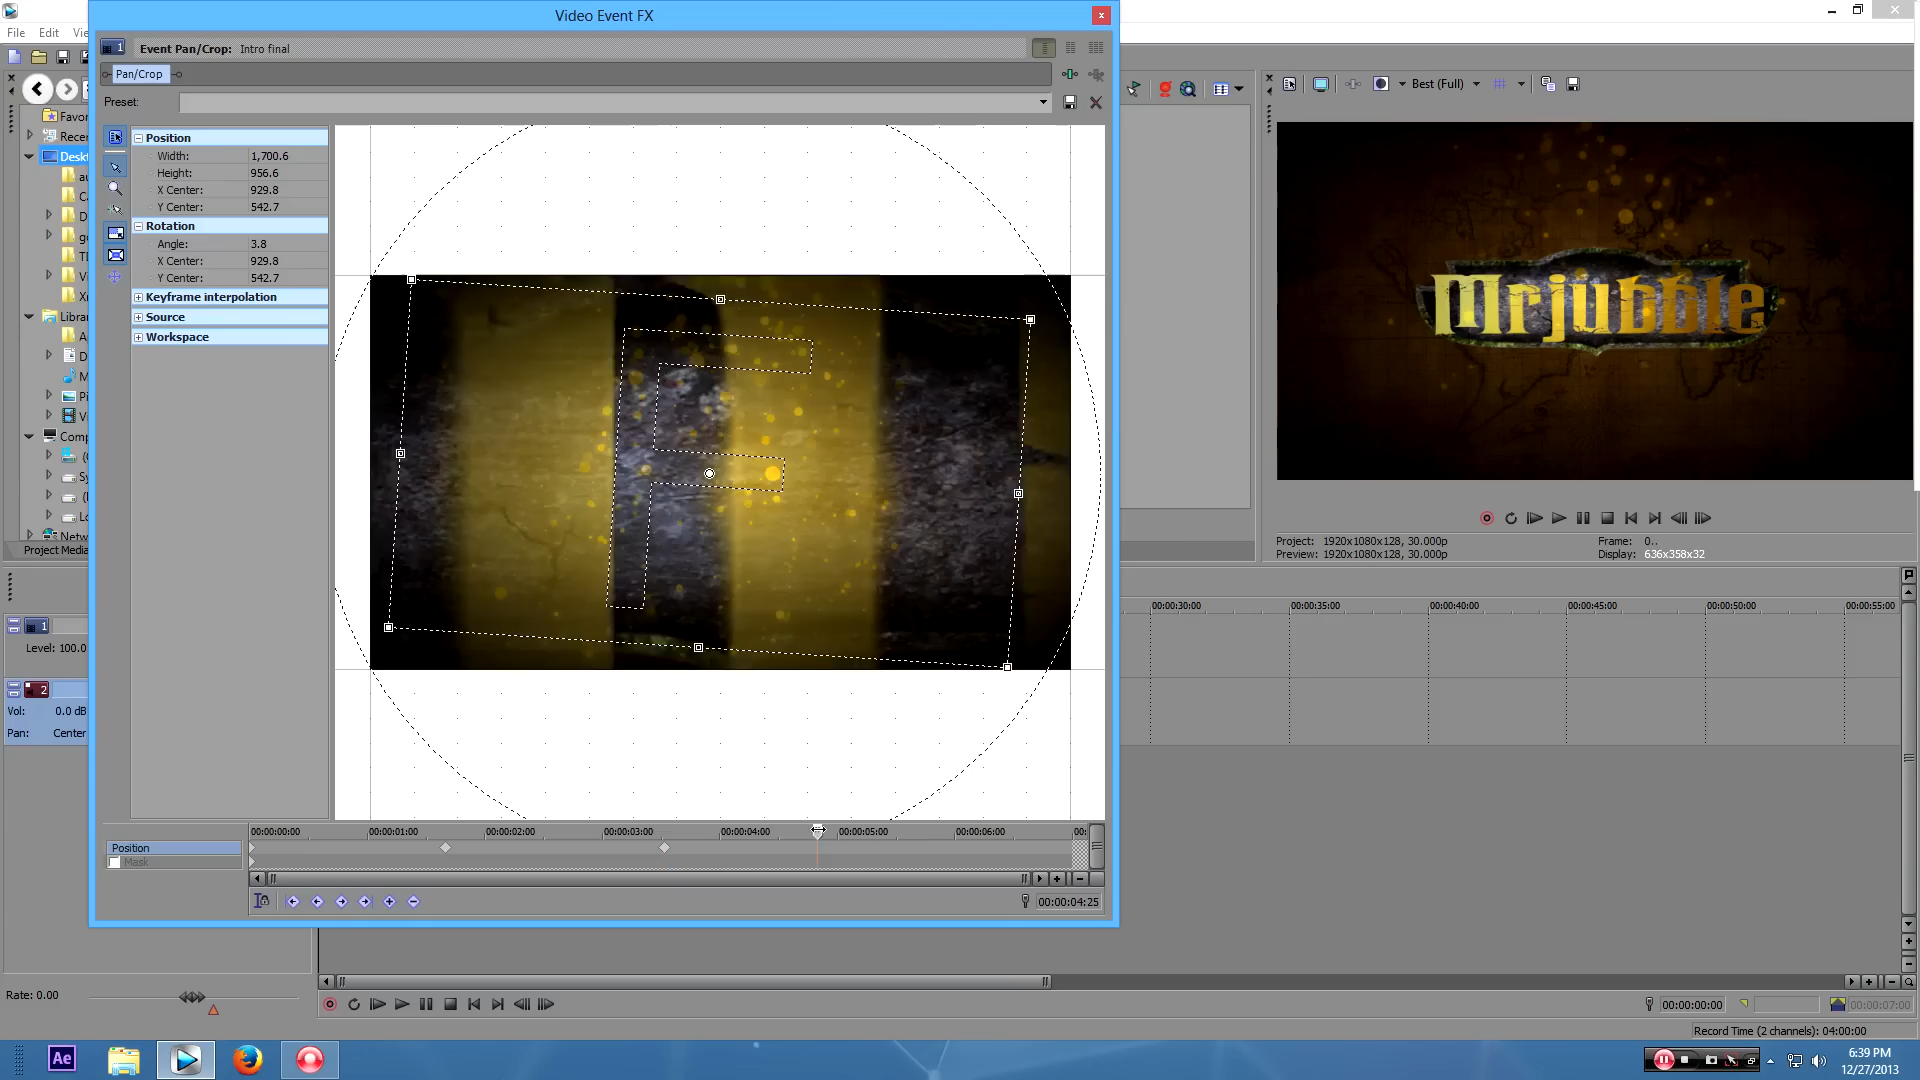 Video Event FX
File Edit
1 Event Pan/Crop: Intro final
Pan/Crop
Preset:
Best (Full)
Position
Width: 1,700.6
Height: 956.6
X Center: 929.8
Y Center: 542.7
Rotation
Angle: 3.8
X Center: 929.8
Y Center: 542.7
Keyframe interpolation
Source
Workspace
Mrjubble
Project Media
Project: 1920x1080x128, 30.000p
Frame: 0..
Preview: 1920x1080x128, 30.000p
Display: 636x358x32
00:00:30:00 00:00:35:00 00:00:40:00 00:00:45:00 00:00:50:00 00:00:55:00
1
Level: 100.0
2
Vol: 0.0 dB
Pan: Center
00:00:00:00 00:00:01:00 00:00:02:00 00:00:03:00 00:00:04:00 00:00:05:00 00:00:06:00
Position
Mask
00:00:04:25
Rate: 0.00
00:00:00:00
00:00:07:00
Record Time (2 channels): 04:00:00
Ae
6:39 PM
12/27/2013